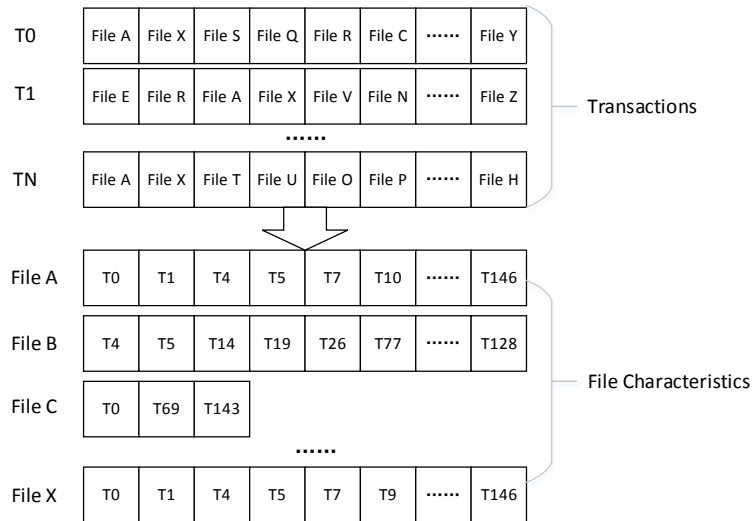 T0 File A File X File S File Q File R File C ...... File Y
T1 File E File R File A File X File V File N ...... File Z
Transactions
......
TN File A File X File T File U File O File P ...... File H
File A T0 T1 T4 T5 T7 T10 ...... T146
File B T4 T5 T14 T19 T26 T77 ...... T128
File Characteristics
File C T0 T69 T143
......
File X T0 T1 T4 T5 T7 T9 ...... T146